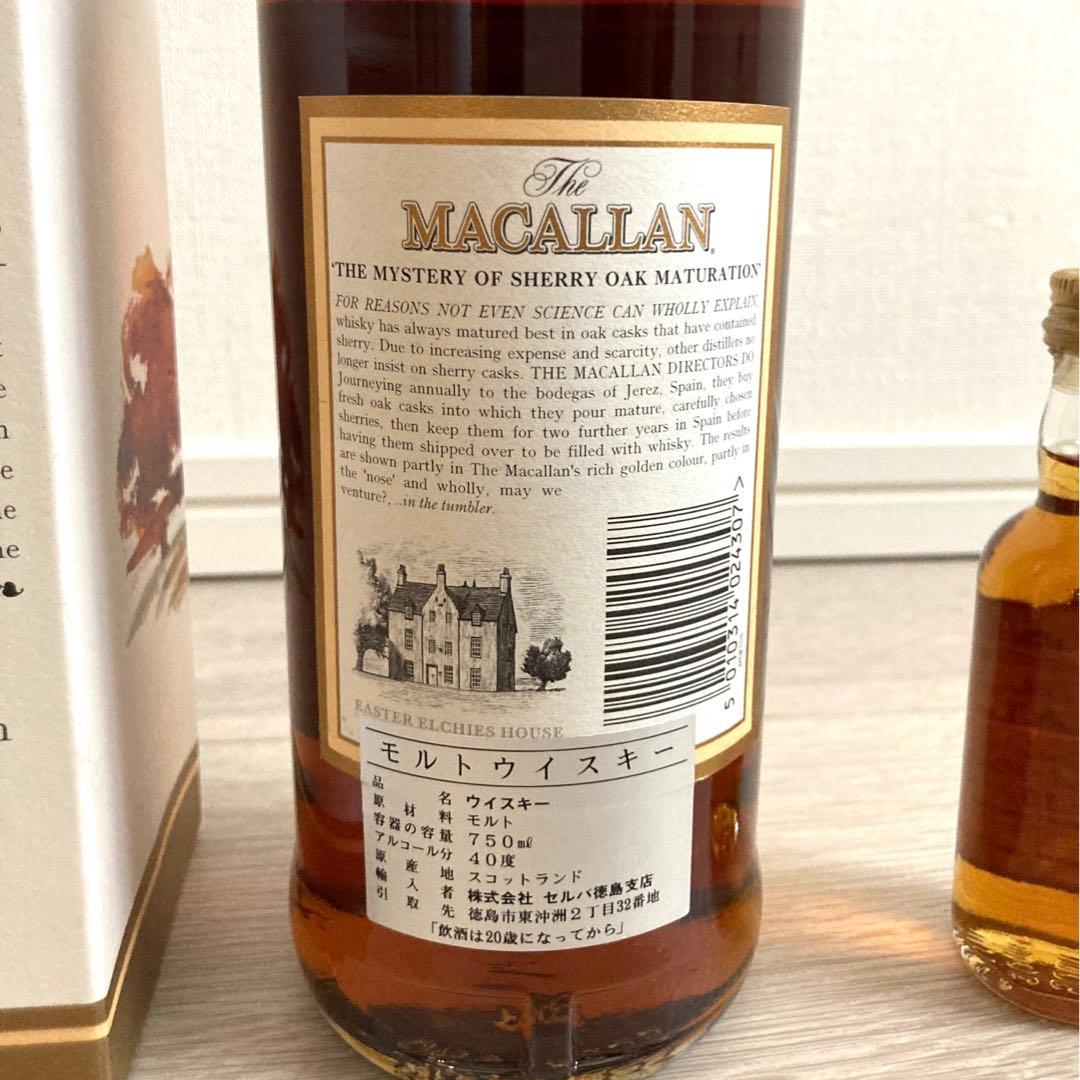 The
MACALLAN
'THE MYSTERY OF SHERRY OAK MATURATION'
FOR REASONS NOT EVEN SCIENCE CAN WHOLLY EXPLAIN,
whisky has always matured best in oak casks that have contained
sherry. Due to increasing expense and scarcity, other distillers no
longer insist on sherry casks. THE MACALLAN DIRECTORS DO
Journeying annually to the bodegas of Jerez, Spain, they buy
fresh oak casks into which they pour mature, carefully chosen
sherries, then keep them for two further years in Spain before
having them shipped over to be filled with whisky. The results
are shown partly in The Macallan's rich golden colour, partly in
the 'nose' and wholly, may we
venture?, ..in the tumbler.
5 010314 024307 >
EASTER ELCHIES HOUSE
モルトウイスキー
品名 ウイスキー
原材料 モルト
容器の容量 750㎖
アルコール分 40度
原産地 スコットランド
輸入者 株式会社 セルバ徳島支店
引取先 徳島市東沖洲2丁目32番地
「飲酒は20歳になってから」